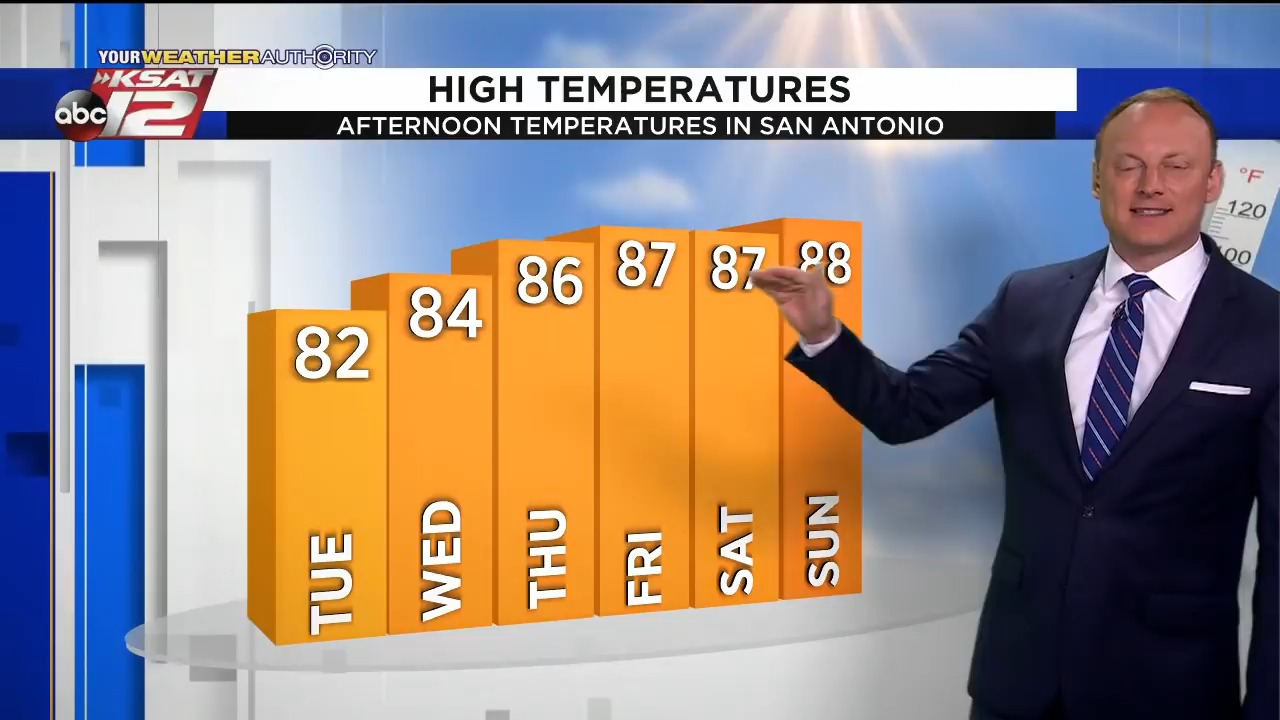 YOURWEATHERAUTHORITY
KSAT
abc 12
HIGH TEMPERATURES
AFTERNOON TEMPERATURES IN SAN ANTONIO
°F
120
100
82 84 86 87 87 88
TUE WED THU FRI SAT SUN